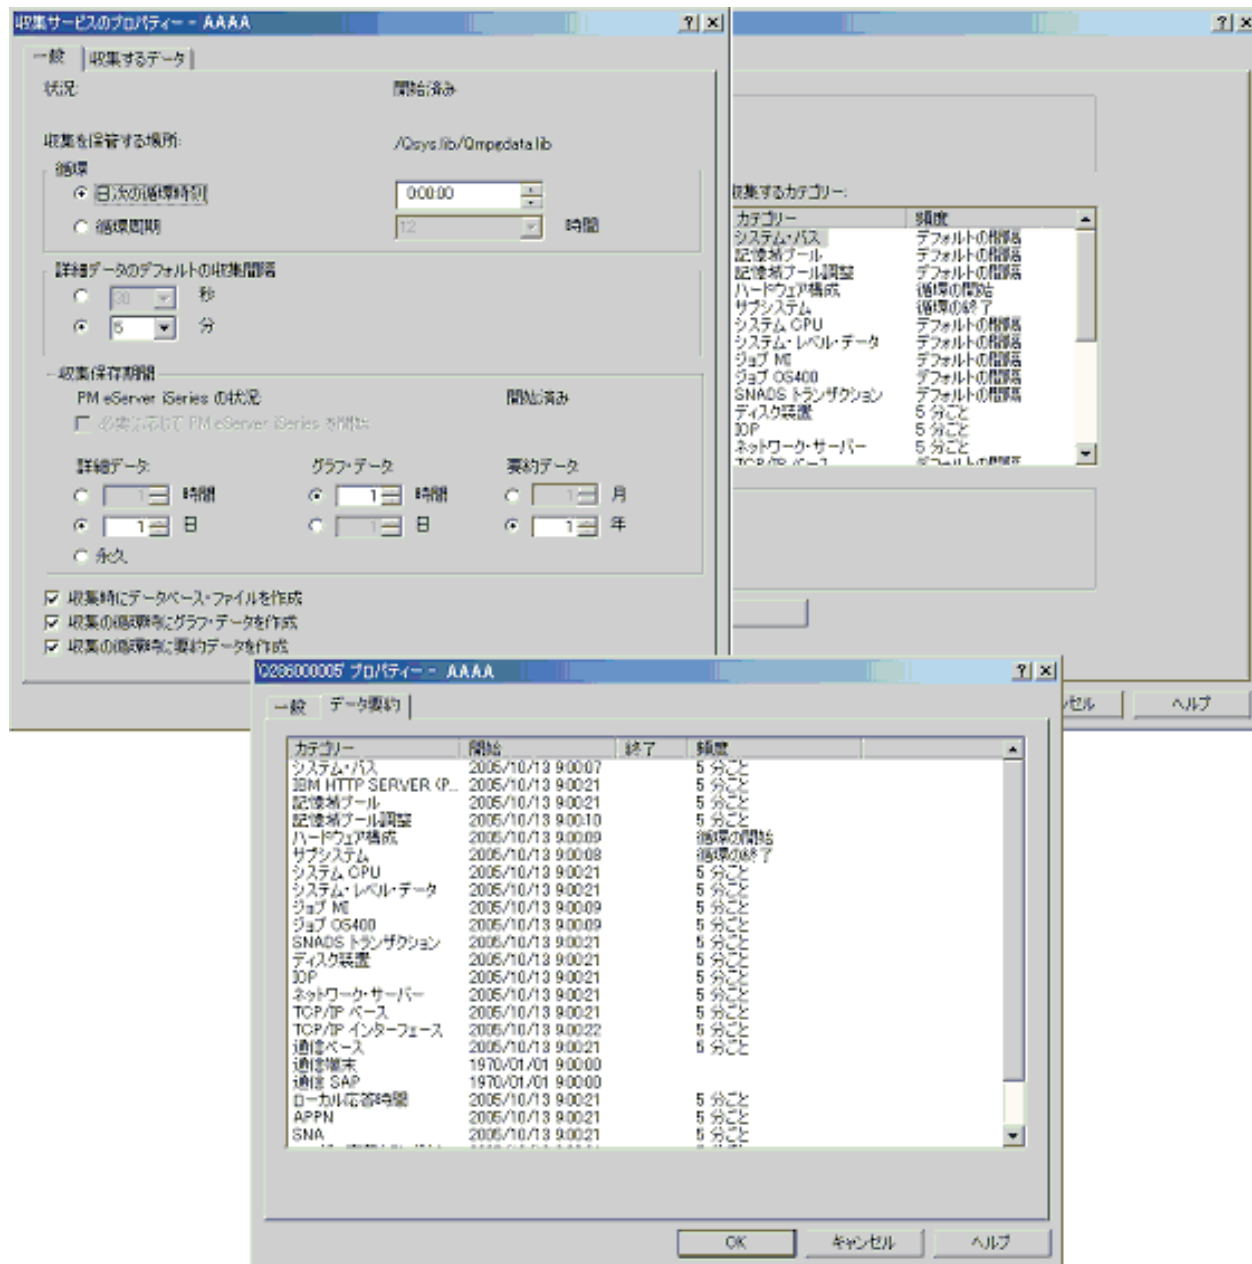 収集サービスのプロパティー - AAAA
一般
収集するデータ
状況:
開始済み
収集を保管する場所:
/Qsys.lib/Qmpgdata.lib
循環
日次の循環時刻
0:00:00
循環周期
12
時間
詳細データのデフォルトの収集間隔
30
秒
5
分
収集保存期間
PM eServer iSeries の状況:
開始済み
必要に応じて PM eServer iSeries を開始
詳細データ:
グラフ・データ:
要約データ:
1 時間
1 時間
1 月
1 日
1 日
1 年
永久
収集時にデータベース・ファイルを作成
収集の循環時にグラフ・データを作成
収集の循環時に要約データを作成
収集するカテゴリー:
カテゴリー 頻度
システム・バス デフォルトの間隔
記憶域プール デフォルトの間隔
記憶域プール調整 デフォルトの間隔
ハードウェア構成 循環の開始
サブシステム 循環の終了
システム CPU デフォルトの間隔
システム・レベル・データ デフォルトの間隔
ジョブ MI デフォルトの間隔
ジョブ OS400 デフォルトの間隔
SNADS トランザクション デフォルトの間隔
ディスク装置 5 分ごと
IOP 5 分ごと
ネットワーク・サーバー 5 分ごと
TCP/IP ベース デフォルトの間隔
ヘルプ
'Q286000005' プロパティー - AAAA
一般
データ要約
カテゴリー 開始 終了 頻度
システム・バス 2005/10/13 9:00:07 5 分ごと
IBM HTTP SERVER (P... 2005/10/13 9:00:21 5 分ごと
記憶域プール 2005/10/13 9:00:21 5 分ごと
記憶域プール調整 2005/10/13 9:00:10 5 分ごと
ハードウェア構成 2005/10/13 9:00:09 循環の開始
サブシステム 2005/10/13 9:00:08 循環の終了
システム CPU 2005/10/13 9:00:21 5 分ごと
システム・レベル・データ 2005/10/13 9:00:21 5 分ごと
ジョブ MI 2005/10/13 9:00:09 5 分ごと
ジョブ OS400 2005/10/13 9:00:09 5 分ごと
SNADS トランザクション 2005/10/13 9:00:21 5 分ごと
ディスク装置 2005/10/13 9:00:21 5 分ごと
IOP 2005/10/13 9:00:21 5 分ごと
ネットワーク・サーバー 2005/10/13 9:00:21 5 分ごと
TCP/IP ベース 2005/10/13 9:00:21 5 分ごと
TCP/IP インターフェース 2005/10/13 9:00:22 5 分ごと
通信ベース 2005/10/13 9:00:21 5 分ごと
通信端末 1970/01/01 9:00:00
通信 SAP 1970/01/01 9:00:00
ローカル応答時間 2005/10/13 9:00:21 5 分ごと
APPN 2005/10/13 9:00:21 5 分ごと
SNA 2005/10/13 9:00:21 5 分ごと
OK
キャンセル
ヘルプ